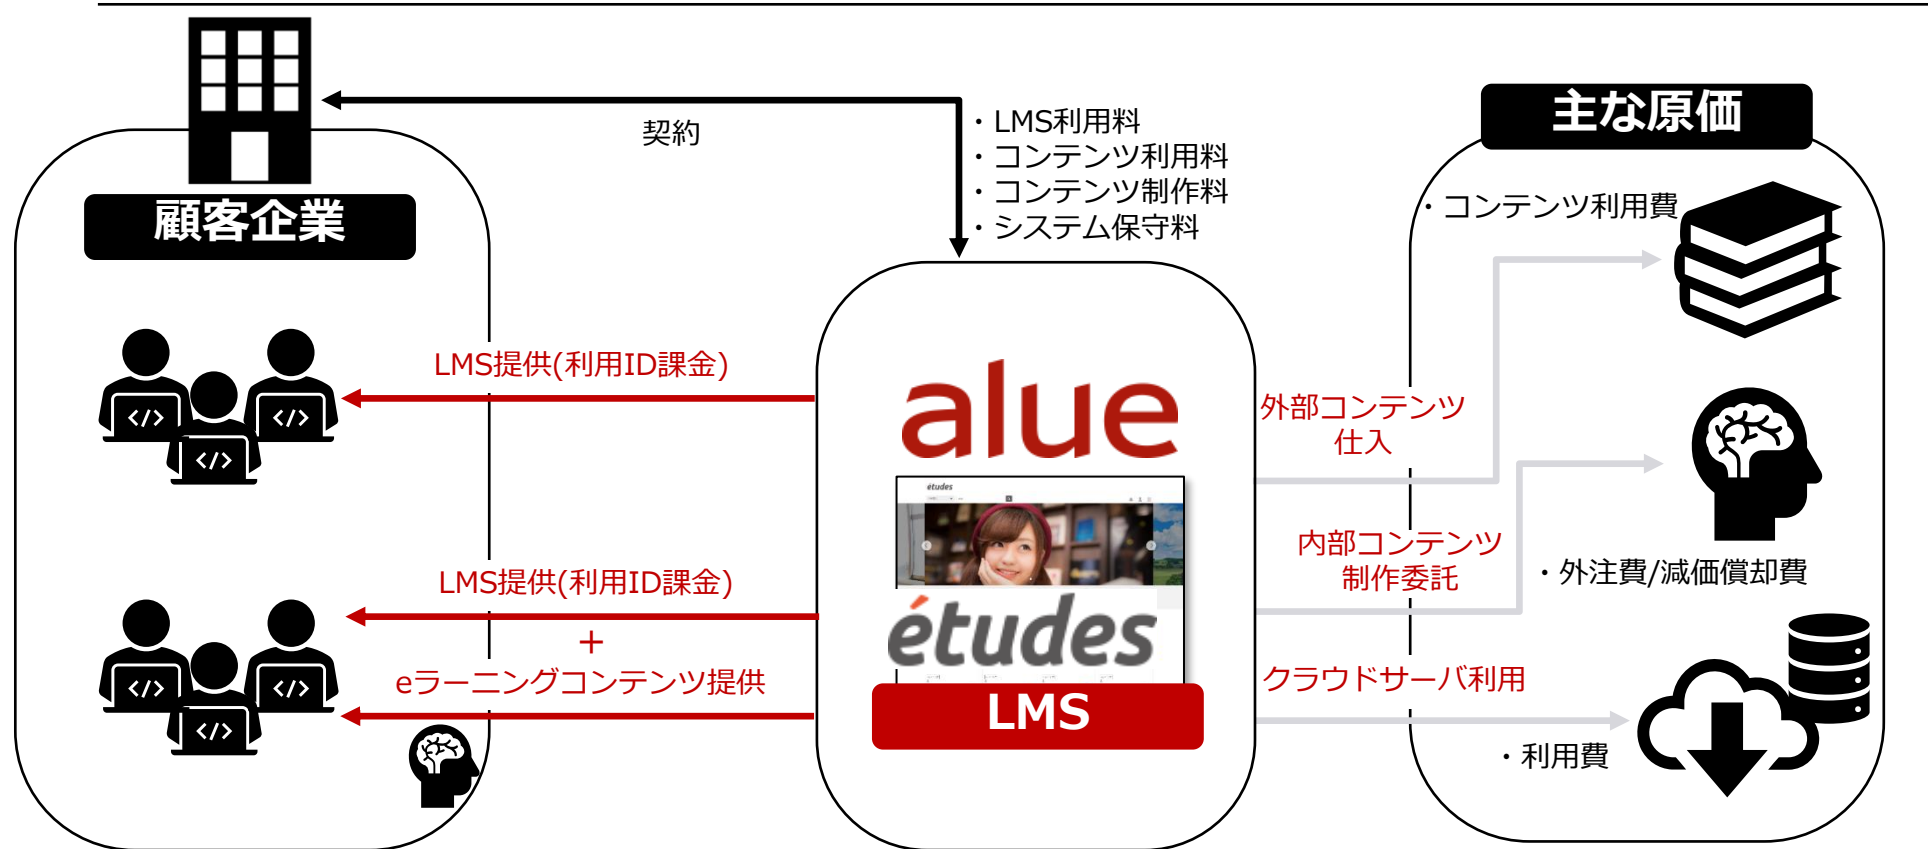 契約
・LMS利用料
・コンテンツ利用料
・コンテンツ制作料
・システム保守料
顧客企業
LMS提供(利用ID課金)
LMS提供(利用ID課金)
+
eラーニングコンテンツ提供
alue
études
études
LMS
主な原価
・コンテンツ利用費
外部コンテンツ
仕入
内部コンテンツ
制作委託
・外注費/減価償却費
クラウドサーバ利用
・利用費